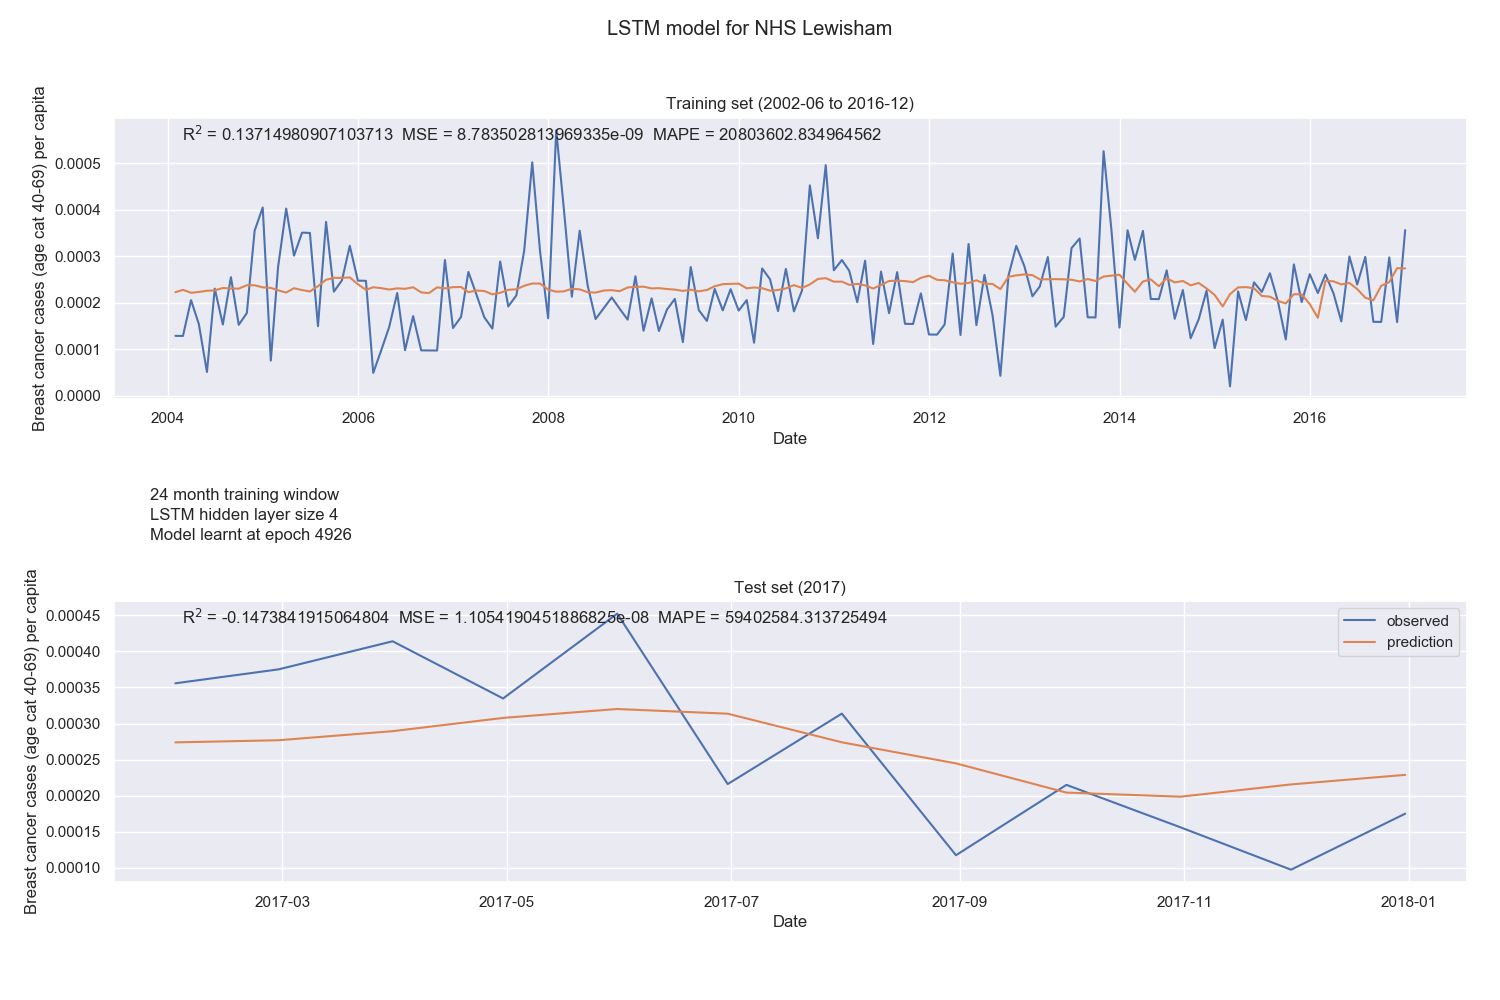 LSTM model for NHS Lewisham
Training set (2002-06 to 2016-12)
R² = 0.13714980907103713 MSE = 8.783502813969335e-09 MAPE = 20803602.834964562
Breast cancer cases (age cat 40-69) per capita
0.0005
0.0004
0.0003
0.0002
0.0001
0.0000
2004 2006 2008 2010 2012 2014 2016
Date
24 month training window
LSTM hidden layer size 4
Model learnt at epoch 4926
Test set (2017)
R² = -0.1473841915064804 MSE = 1.1054190451886825e-08 MAPE = 59402584.313725494
observed
prediction
Breast cancer cases (age cat 40-69) per capita
0.00045
0.00040
0.00035
0.00030
0.00025
0.00020
0.00015
0.00010
2017-03 2017-05 2017-07 2017-09 2017-11 2018-01
Date